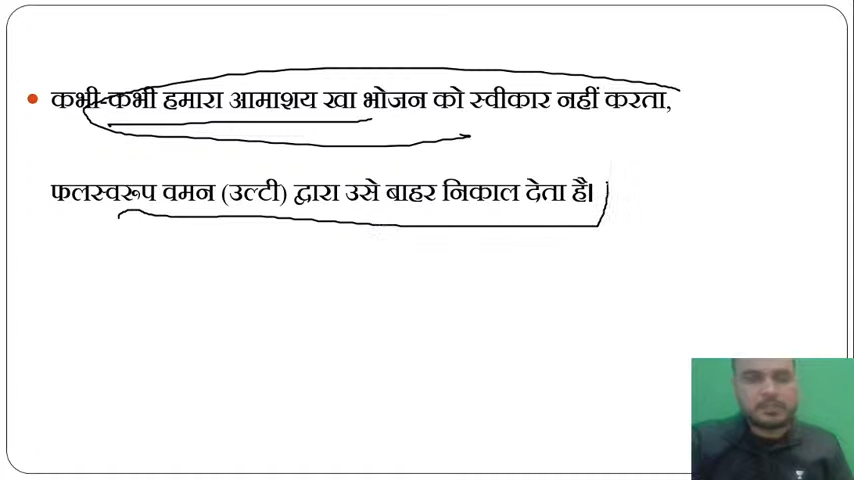 कभी-कभी हमारा आमाशय खा भोजन को स्वीकार नहीं करता,
फलस्वरूप वमन (उल्टी) द्वारा उसे बाहर निकाल देता है।